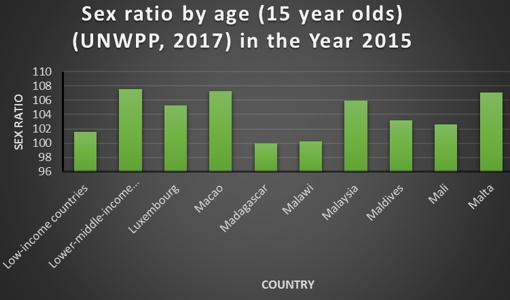 Sex ratio by age (15 year olds)
(UNWPP, 2017) in the Year 2015
SEX RATIO
110
108
106
104
102
100
98
96
Low-income countries
Lower-middle-income...
Luxembourg
Macao
Madagascar
Malawi
Malaysia
Maldives
Mali
Malta
COUNTRY